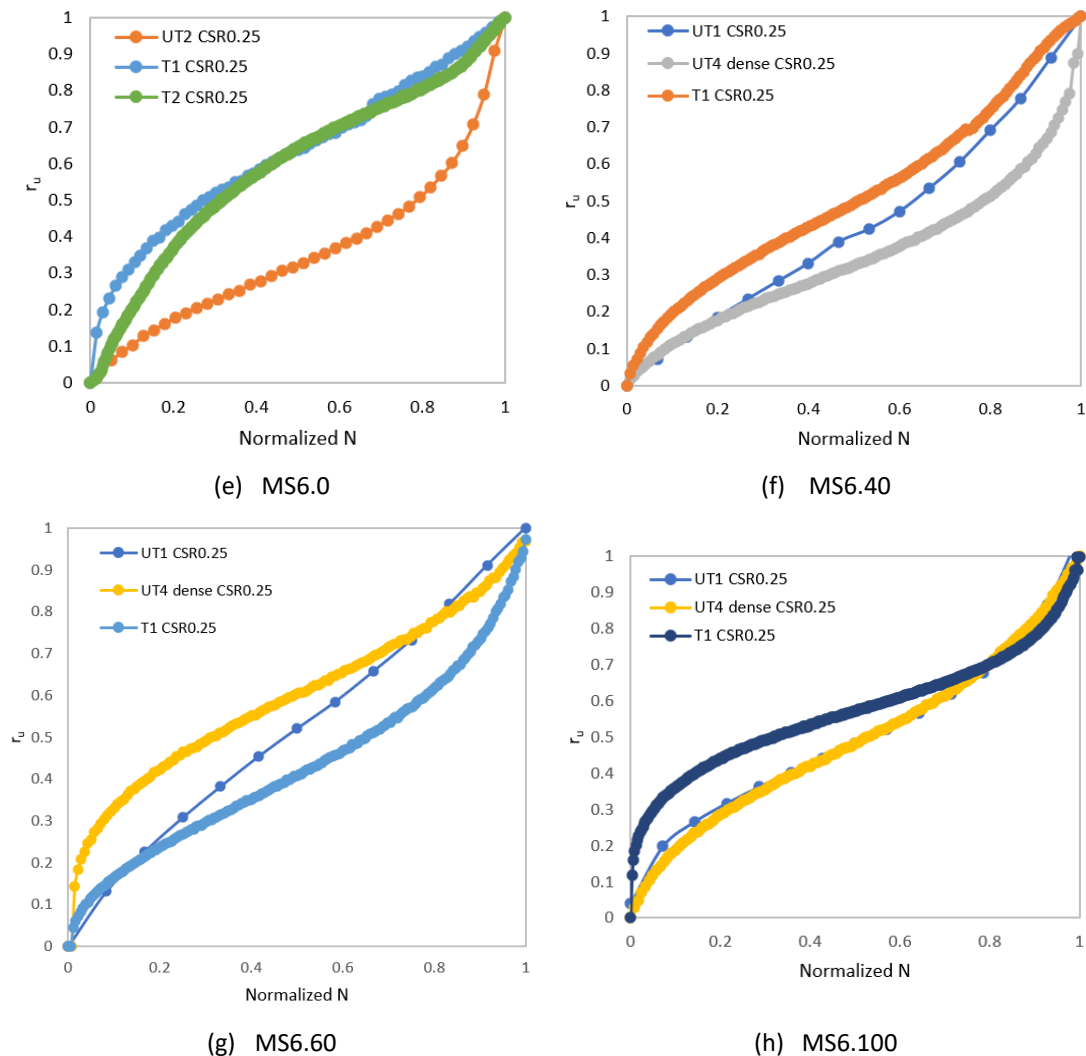 UT2 CSR0.25
T1 CSR0.25
T2 CSR0.25
1
0.9
0.8
0.7
0.6
0.5
0.4
0.3
0.2
0.1
0
r_u
0 0.2 0.4 0.6 0.8 1
Normalized N
(e) MS6.0
UT1 CSR0.25
UT4 dense CSR0.25
T1 CSR0.25
1
0.9
0.8
0.7
0.6
0.5
0.4
0.3
0.2
0.1
0
r_u
0 0.2 0.4 0.6 0.8 1
Normalized N
(f) MS6.40
UT1 CSR0.25
UT4 dense CSR0.25
T1 CSR0.25
1
0.9
0.8
0.7
0.6
0.5
0.4
0.3
0.2
0.1
0
r_u
0 0.2 0.4 0.6 0.8 1
Normalized N
(g) MS6.60
UT1 CSR0.25
UT4 dense CSR0.25
T1 CSR0.25
1
0.9
0.8
0.7
0.6
0.5
0.4
0.3
0.2
0.1
0
r_u
0 0.2 0.4 0.6 0.8 1
Normalized N
(h) MS6.100